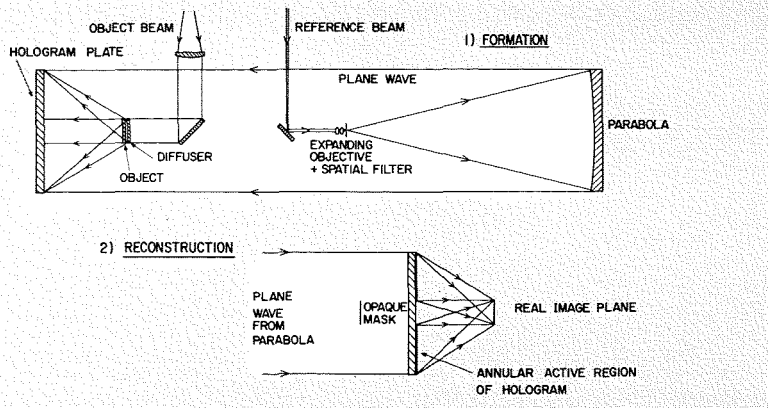 OBJECT BEAM
REFERENCE BEAM
1) FORMATION
HOLOGRAM PLATE
PLANE WAVE
PARABOLA
EXPANDING
OBJECTIVE
+ SPATIAL FILTER
DIFFUSER
OBJECT
2) RECONSTRUCTION
PLANE
WAVE
FROM
PARABOLA
OPAQUE
MASK
REAL IMAGE PLANE
ANNULAR ACTIVE REGION
OF HOLOGRAM